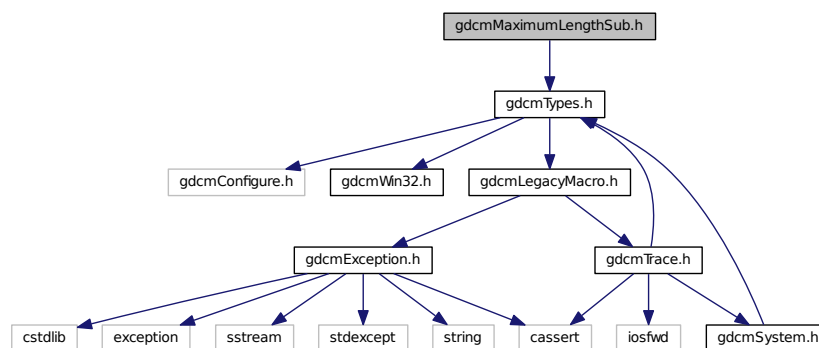 gdcmMaximumLengthSub.h
gdcmTypes.h
gdcmConfigure.h
gdcmWin32.h
gdcmLegacyMacro.h
gdcmException.h
gdcmTrace.h
cstdlib
exception
sstream
stdexcept
string
cassert
iosfwd
gdcmSystem.h